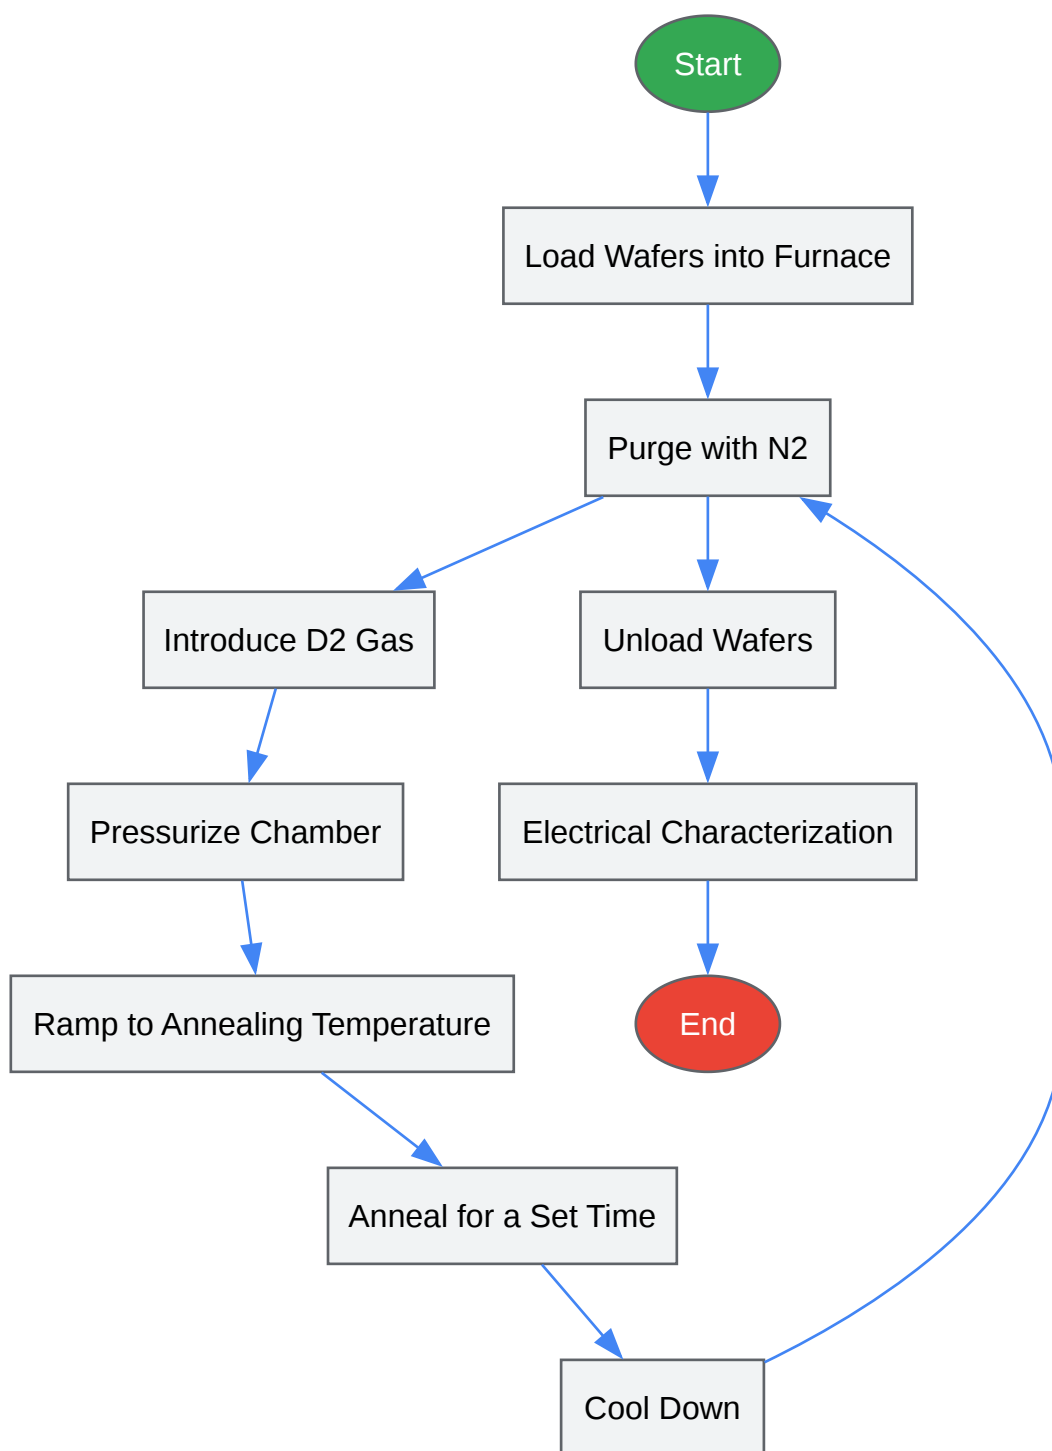 Start
Load Wafers into Furnace
Purge with N2
Introduce D2 Gas
Unload Wafers
Pressurize Chamber
Electrical Characterization
Ramp to Annealing Temperature
End
Anneal for a Set Time
Cool Down